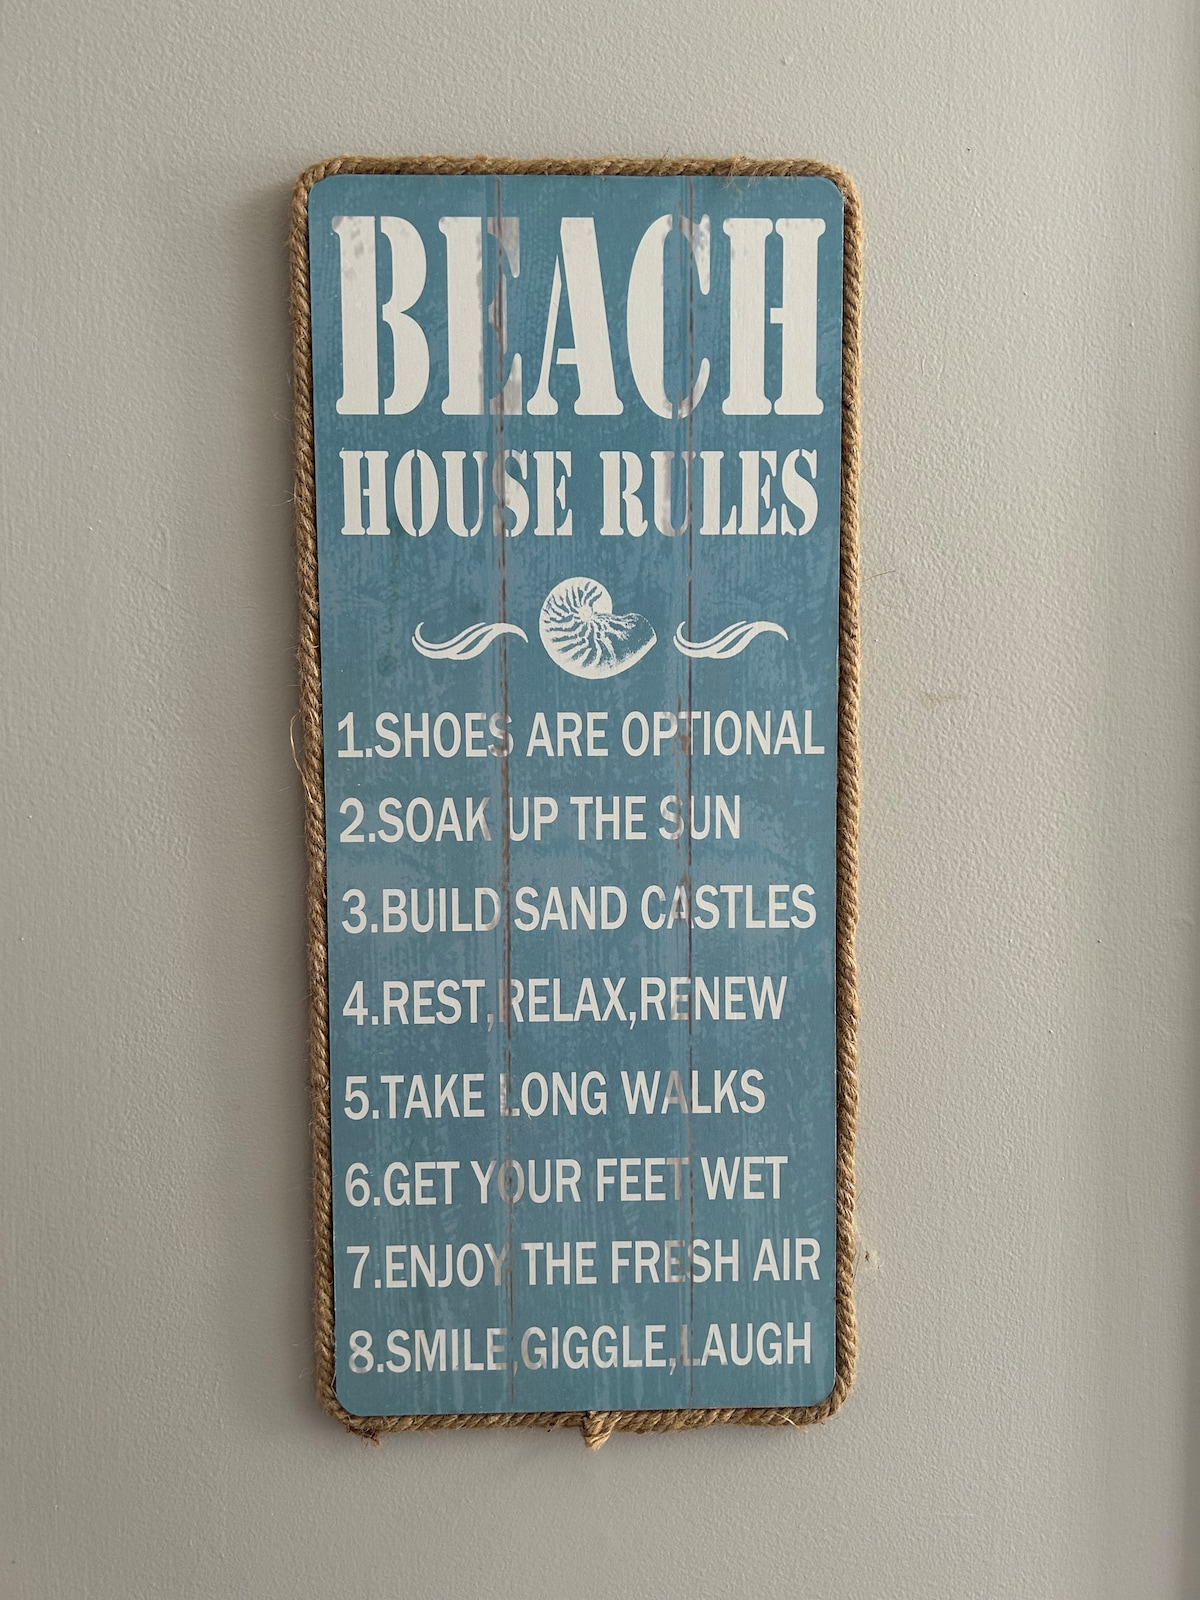 BEACH
HOUSE RULES
1.SHOES ARE OPTIONAL
2.SOAK UP THE SUN
3.BUILD SAND CASTLES
4.REST,RELAX,RENEW
5.TAKE LONG WALKS
6.GET YOUR FEET WET
7.ENJOY THE FRESH AIR
8.SMILE,GIGGLE,LAUGH